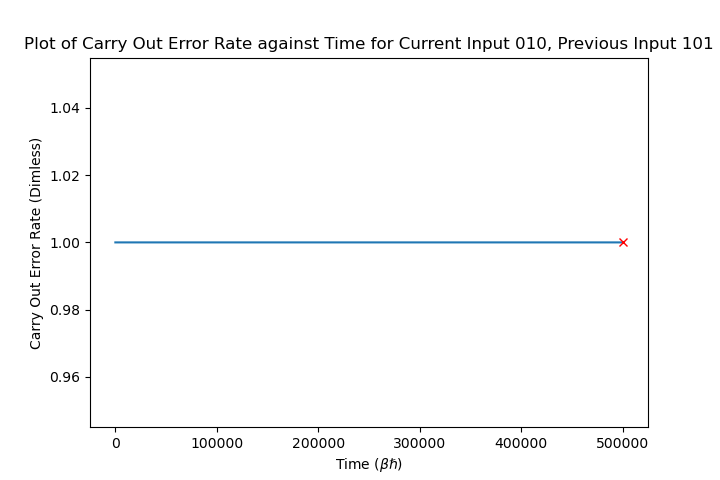 Plot of Carry Out Error Rate against Time for Current Input 010, Previous Input 101
1.04
1.02
1.00
0.98
0.96
Carry Out Error Rate (Dimless)
0 100000 200000 300000 400000 500000
Time (βℏ)